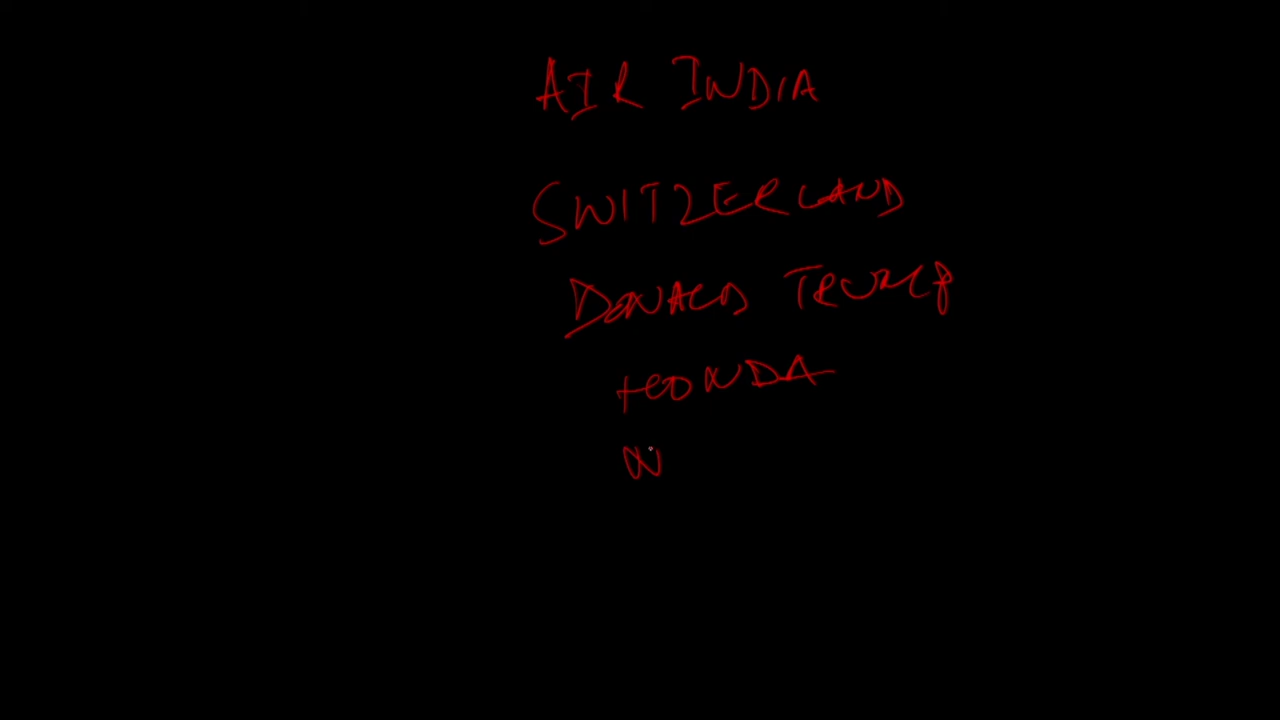 AIR INDIA
SWITZERLAND
DONALD TRUMP
HONDA
N